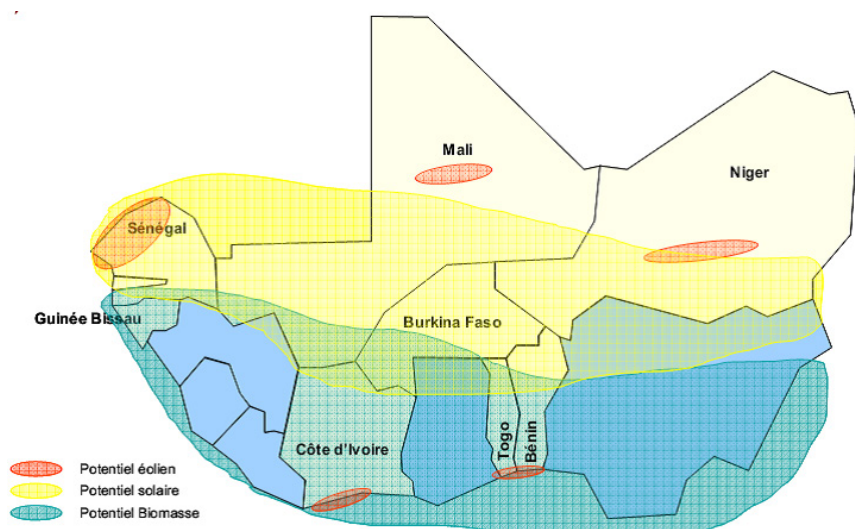 Mali
Niger
Sénégal
Guinée Bissau
Burkina Faso
Côte d'Ivoire
Togo
Bénin
Potentiel éolien
Potentiel solaire
Potentiel Biomasse